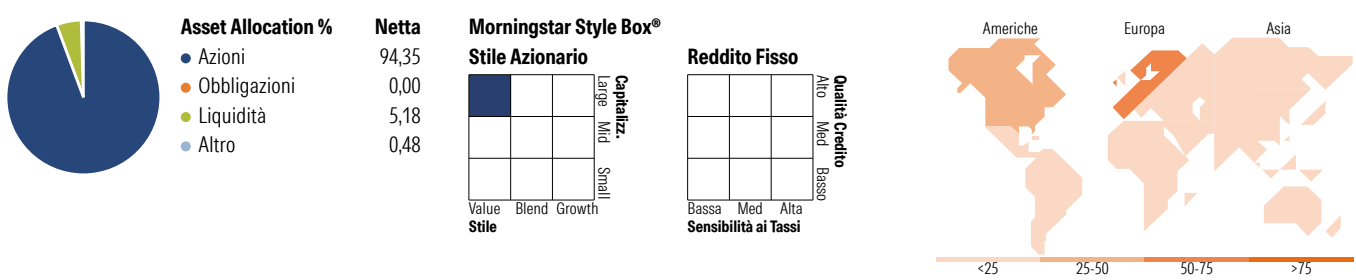 Asset Allocation % Netta
Azioni 94,35
Obbligazioni 0,00
Liquidità 5,18
Altro 0,48
Morningstar Style Box®
Stile Azionario
Large
Mid
Small
Capitalizz.
Value Blend Growth
Stile
Reddito Fisso
Alto
Med
Basso
Qualità Credito
Bassa Med Alta
Sensibilità ai Tassi
Americhe Europa Asia
<25 25-50 50-75 >75